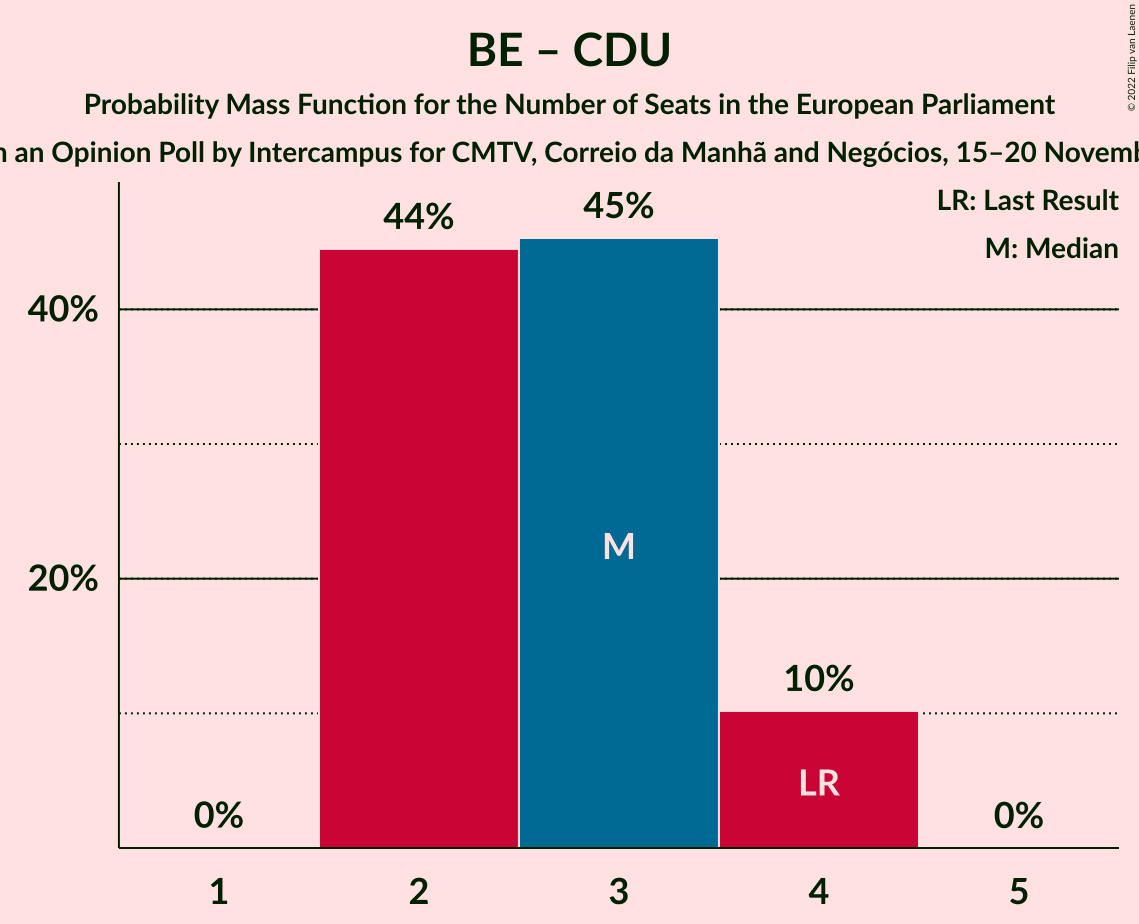 BE – CDU
Probability Mass Function for the Number of Seats in the European Parliament
an Opinion Poll by Intercampus for CMTV, Correio da Manhã and Negócios, 15–20
© 2022 Filip van Laenen
LR: Last Result
M: Median
44%
45%
40%
M
20%
10%
LR
0%
0%
1
2
3
4
5